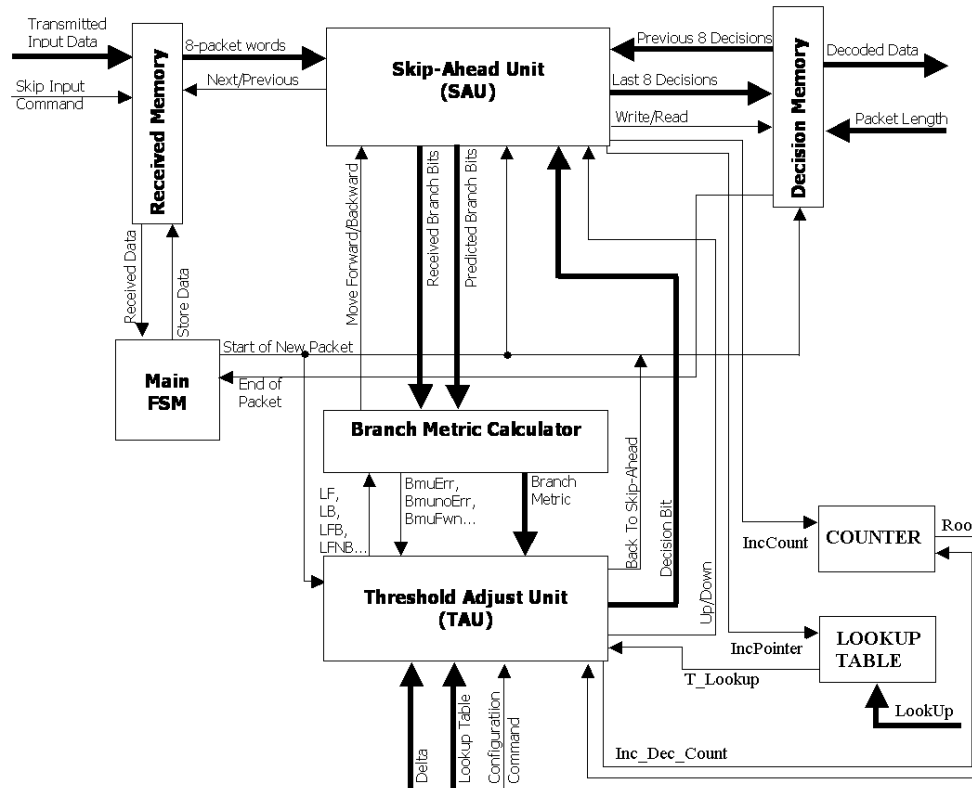 Transmitted
Input Data
8-packet words
Skip Input
Command
Next/Previous
Received Memory
Skip-Ahead Unit
(SAU)
Previous 8 Decisions
Last 8 Decisions
Write/Read
Decision Memory
Decoded Data
Packet Length
Received Data
Store Data
Move Forward/Backward
Received Branch Bits
Predicted Branch Bits
Main
FSM
Start of New Packet
End of
Packet
Branch Metric Calculator
LF,
LB,
LFB,
LFNB...
BmuErr,
BmunoErr,
BmuFwn...
Branch
Metric
Back To Skip-Ahead
Decision Bit
Up/Down
IncCount
COUNTER
Roo
Threshold Adjust Unit
(TAU)
IncPointer
LOOKUP
TABLE
T_Lookup
LookUp
Inc_Dec_Count
Delta
Lookup Table
Configuratiion
Command